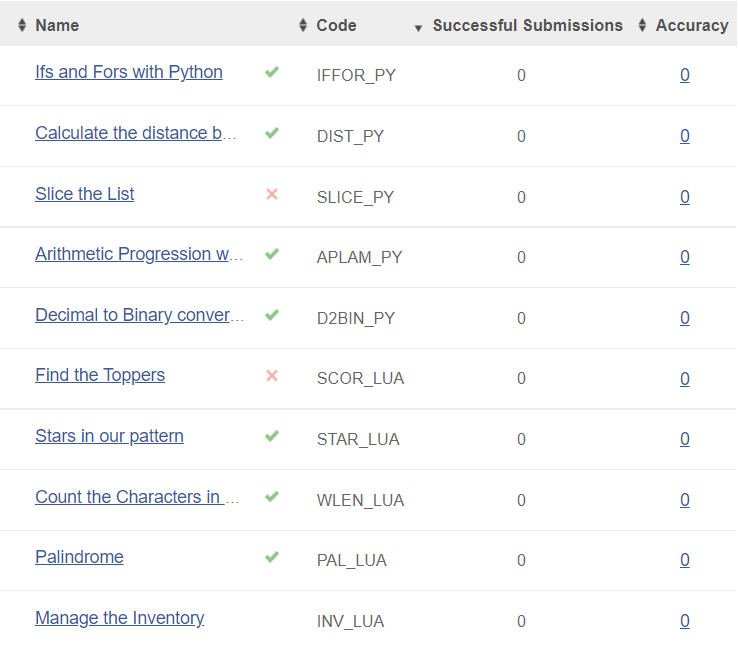 Name Code Successful Submissions Accuracy
Ifs and Fors with Python IFFOR_PY 0 0
Calculate the distance b... DIST_PY 0 0
Slice the List SLICE_PY 0 0
Arithmetic Progression w... APLAM_PY 0 0
Decimal to Binary conver... D2BIN_PY 0 0
Find the Toppers SCOR_LUA 0 0
Stars in our pattern STAR_LUA 0 0
Count the Characters in ... WLEN_LUA 0 0
Palindrome PAL_LUA 0 0
Manage the Inventory INV_LUA 0 0